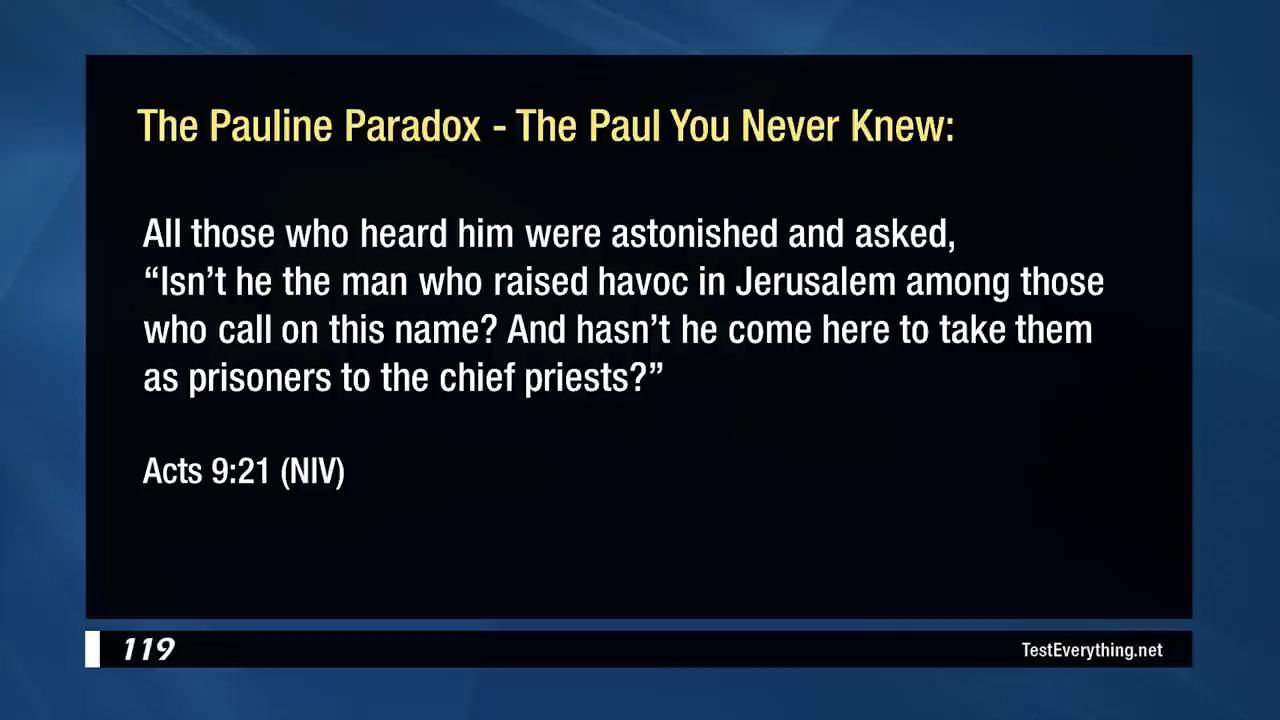 The Pauline Paradox - The Paul You Never Knew:
All those who heard him were astonished and asked,
“Isn’t he the man who raised havoc in Jerusalem among those
who call on this name? And hasn’t he come here to take them
as prisoners to the chief priests?”
Acts 9:21 (NIV)
119
TestEverything.net